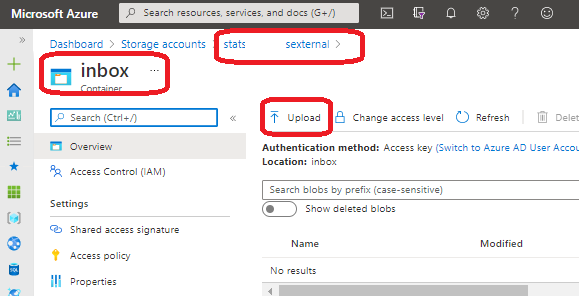 Microsoft Azure
Search resources, services, and docs (G+/)
Dashboard > Storage accounts > stats sexternal >
inbox ...
Container
Search (Ctrl+/) «
Overview
Access Control (IAM)
Settings
Shared access signature
Access policy
Properties
Upload Change access level Refresh Delet
Authentication method: Access key (Switch to Azure AD User Accou
Location: inbox
Search blobs by prefix (case-sensitive)
Show deleted blobs
Name Modified
No results